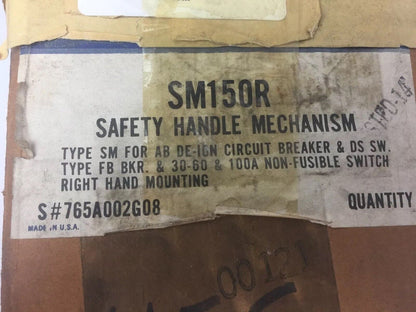 SM150R
SAFETY HANDLE MECHANISM
TYPE SM FOR AB DE-IGN CIRCUIT BREAKER & DS SW.
TYPE FB BKR. & 30-60 & 100A NON-FUSIBLE SWITCH
RIGHT HAND MOUNTING
S#765A002G08
QUANTITY
MADE IN U.S.A.
0012